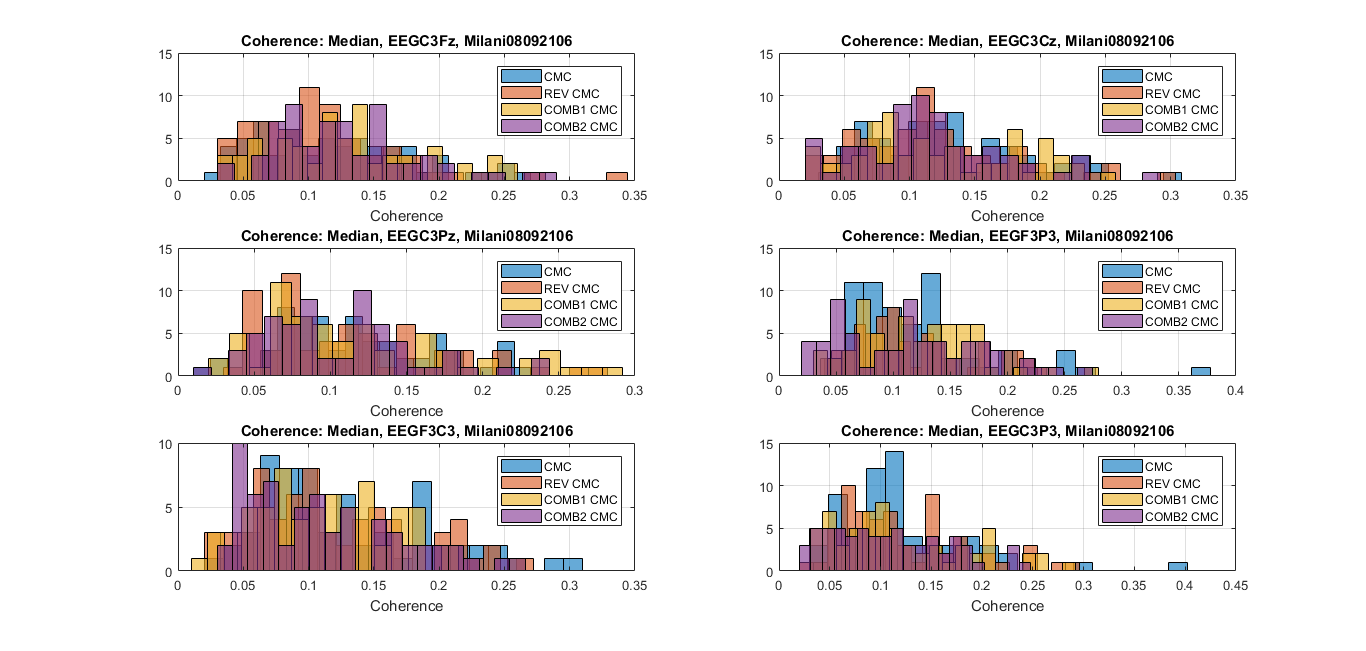 Coherence: Median, EEGC3Fz, Milani08092106
15
10
5
0
CMC
REV CMC
COMB1 CMC
COMB2 CMC
0 0.05 0.1 0.15 0.2 0.25 0.3 0.35
Coherence
Coherence: Median, EEGC3Cz, Milani08092106
15
10
5
0
CMC
REV CMC
COMB1 CMC
COMB2 CMC
0 0.05 0.1 0.15 0.2 0.25 0.3 0.35
Coherence
Coherence: Median, EEGC3Pz, Milani08092106
15
10
5
0
CMC
REV CMC
COMB1 CMC
COMB2 CMC
0 0.05 0.1 0.15 0.2 0.25 0.3
Coherence
Coherence: Median, EEGF3P3, Milani08092106
15
10
5
0
CMC
REV CMC
COMB1 CMC
COMB2 CMC
0 0.05 0.1 0.15 0.2 0.25 0.3 0.35 0.4
Coherence
Coherence: Median, EEGF3C3, Milani08092106
10
5
0
CMC
REV CMC
COMB1 CMC
COMB2 CMC
0 0.05 0.1 0.15 0.2 0.25 0.3 0.35
Coherence
Coherence: Median, EEGC3P3, Milani08092106
15
10
5
0
CMC
REV CMC
COMB1 CMC
COMB2 CMC
0 0.05 0.1 0.15 0.2 0.25 0.3 0.35 0.4 0.45
Coherence